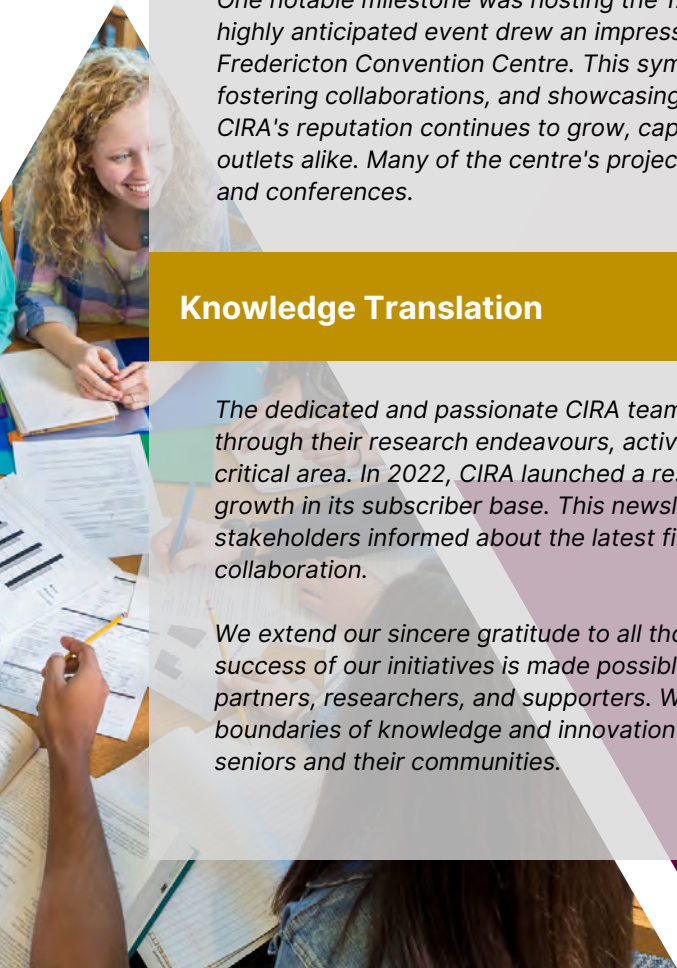 One notable milestone was hosting the
highly anticipated event drew an impress
Fredericton Convention Centre. This sym
fostering collaborations, and showcasing
CIRA's reputation continues to grow, cap
outlets alike. Many of the centre's projec
and conferences.
Knowledge Translation
The dedicated and passionate CIRA team
through their research endeavours, activ
critical area. In 2022, CIRA launched a res
growth in its subscriber base. This newsl
stakeholders informed about the latest fi
collaboration.
We extend our sincere gratitude to all tho
success of our initiatives is made possibl
partners, researchers, and supporters. W
boundaries of knowledge and innovation
seniors and their communities.